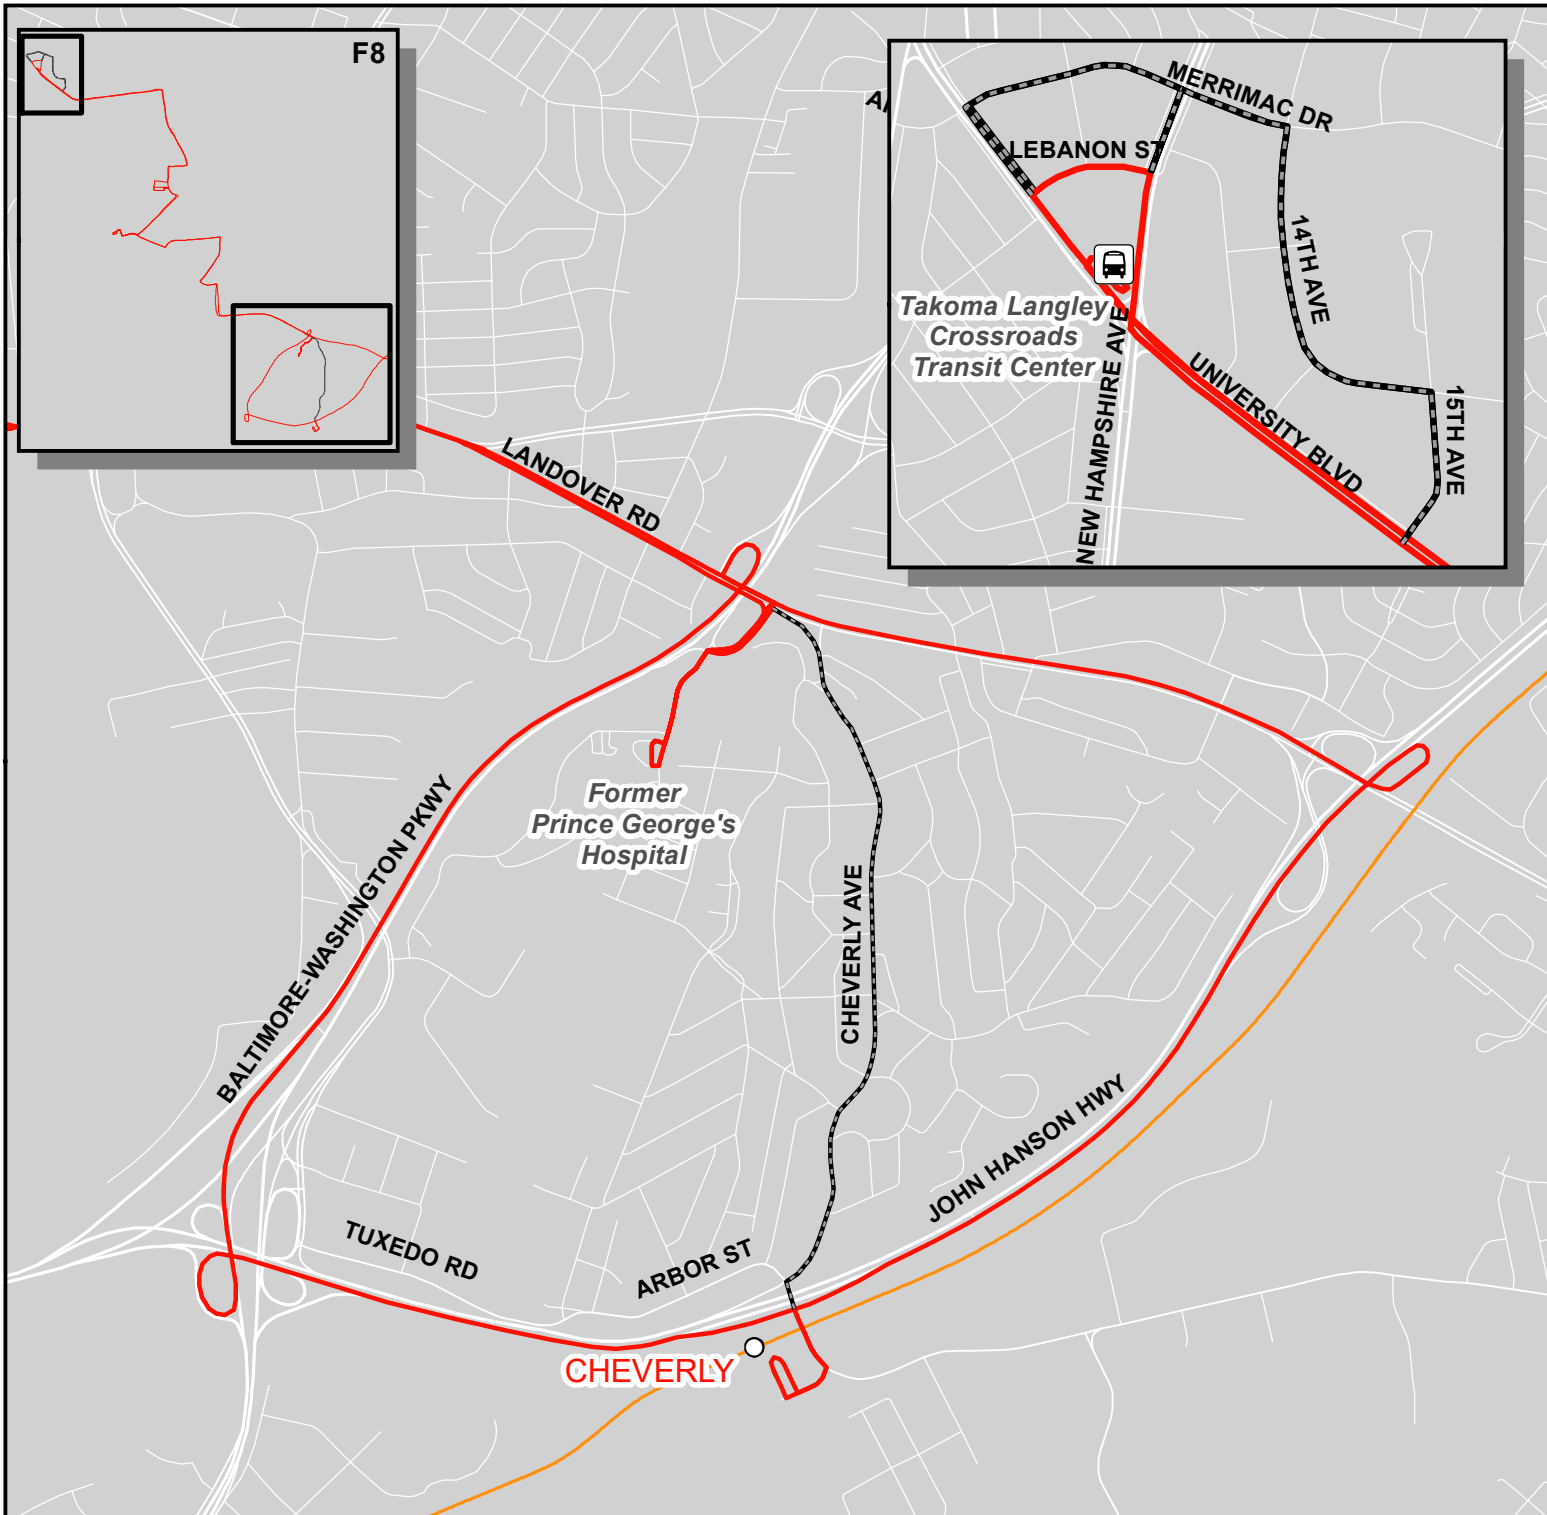 F8
MERRIMAC DR
LEBANON ST
14TH AVE
Takoma Langley
Crossroads
Transit Center
NEW HAMPSHIRE AVE
UNIVERSITY BLVD
15TH AVE
LANDOVER RD
Former
Prince George's
Hospital
BALTIMORE-WASHINGTON PKWY
CHEVERLY AVE
JOHN HANSON HWY
TUXEDO RD
ARBOR ST
CHEVERLY